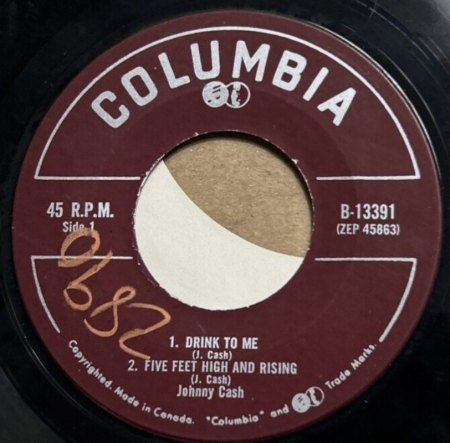 COLUMBIA
45 R.P.M.
Side 1
B-13391
(ZEP 45863)
0682
1. DRINK TO ME
(J. Cash)
2. FIVE FEET HIGH AND RISING
(J. Cash)
Johnny Cash
Copyrighted. Made in Canada. "Columbia" and Trade Marks.